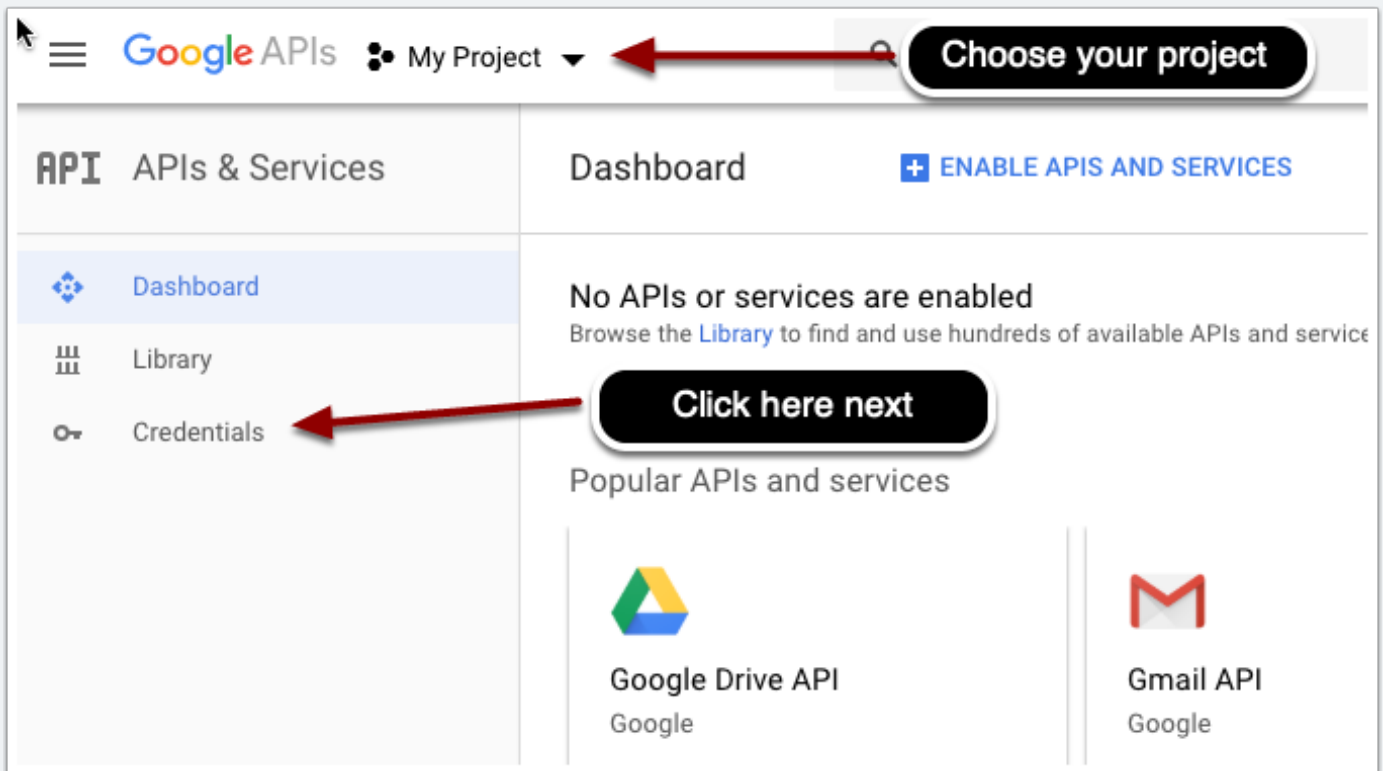 Google APIs My Project Choose your project
API APIs & Services Dashboard ENABLE APIS AND SERVICES
Dashboard
No APIs or services are enabled
Browse the Library to find and use hundreds of available APIs and service
Library
Click here next
Credentials
Popular APIs and services
Google Drive API Gmail API
Google Google